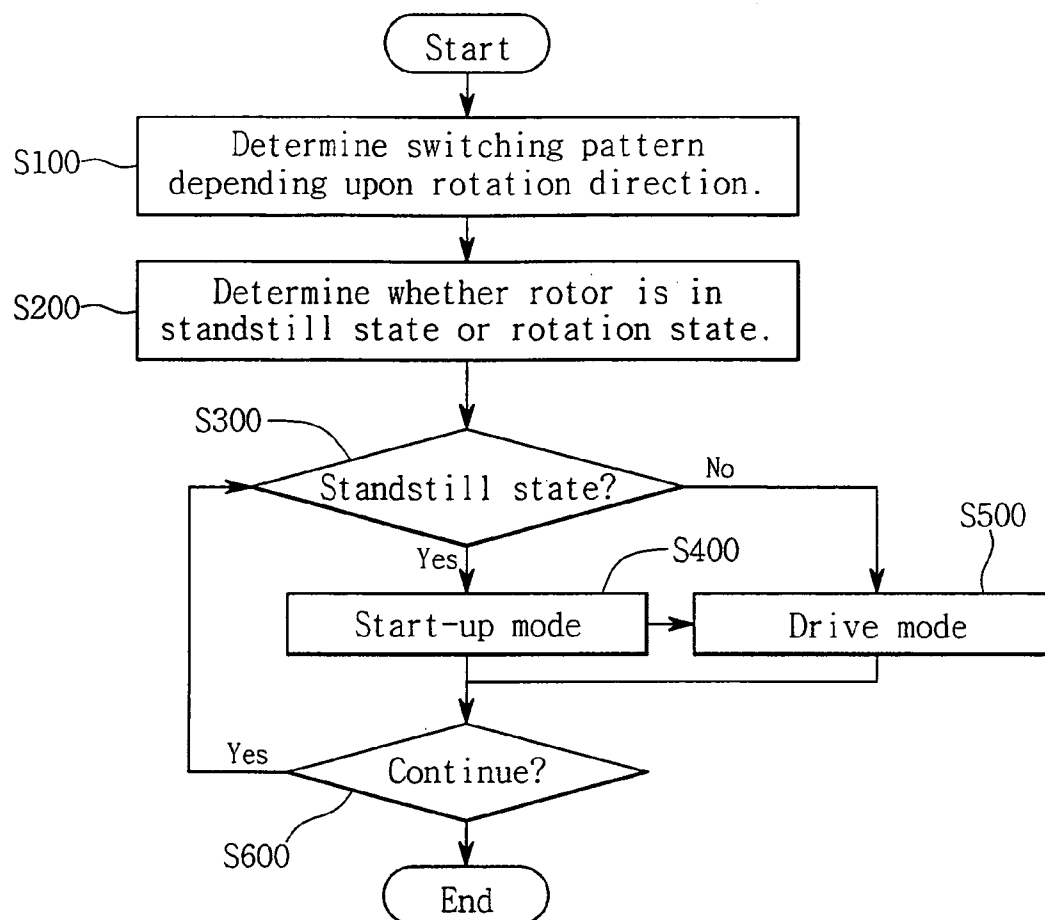 Start
S100
Determine switching pattern
depending upon rotation direction.
S200
Determine whether rotor is in
standstill state or rotation state.
S300
Standstill state?
No
Yes
S400
S500
Start-up mode
Drive mode
Yes
Continue?
S600
End